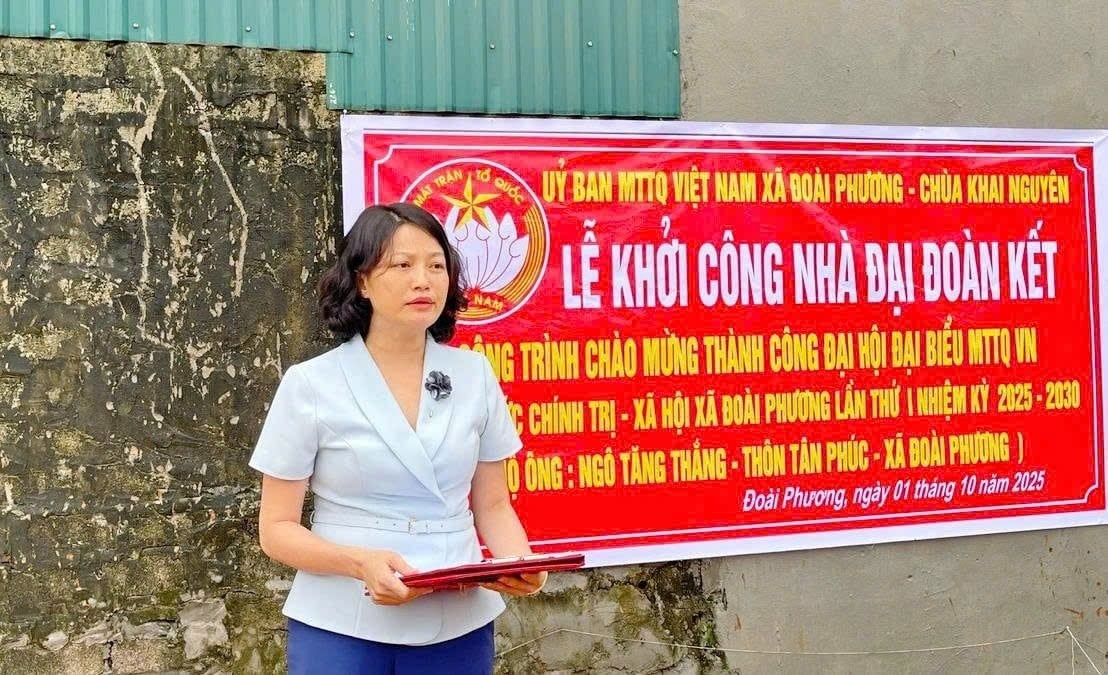 MẶT TRẬN TỔ QUỐC
NAM
ỦY BAN MTTQ VIỆT NAM XÃ ĐOÀI PHƯƠNG - CHÙA KHAI NGUYÊN
LỄ KHỞI CÔNG NHÀ ĐẠI ĐOÀN KẾT
CÔNG TRÌNH CHÀO MỪNG THÀNH CÔNG ĐẠI HỘI ĐẠI BIỂU MTTQ VN
CHÍNH TRỊ - XÃ HỘI XÃ ĐOÀI PHƯƠNG LẦN THỨ I NHIỆM KỲ 2025 - 2030
ÔNG : NGÔ TĂNG THẮNG - THÔN TÂN PHÚC - XÃ ĐOÀI PHƯƠNG )
Đoài Phương, ngày 01 tháng 10 năm 2025